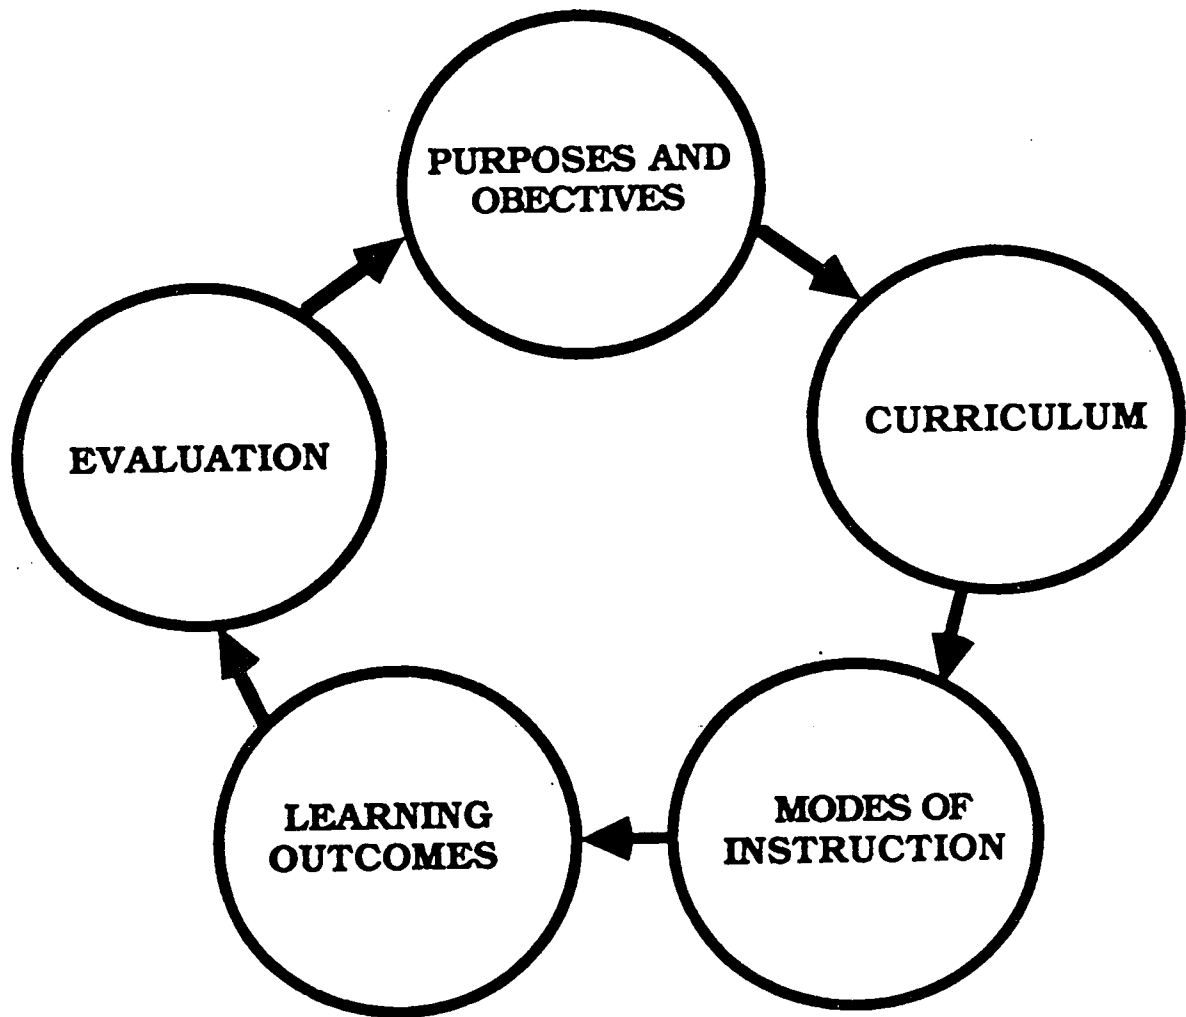 PURPOSES AND
OBECTIVES
CURRICULUM
MODES OF
INSTRUCTION
LEARNING
OUTCOMES
EVALUATION